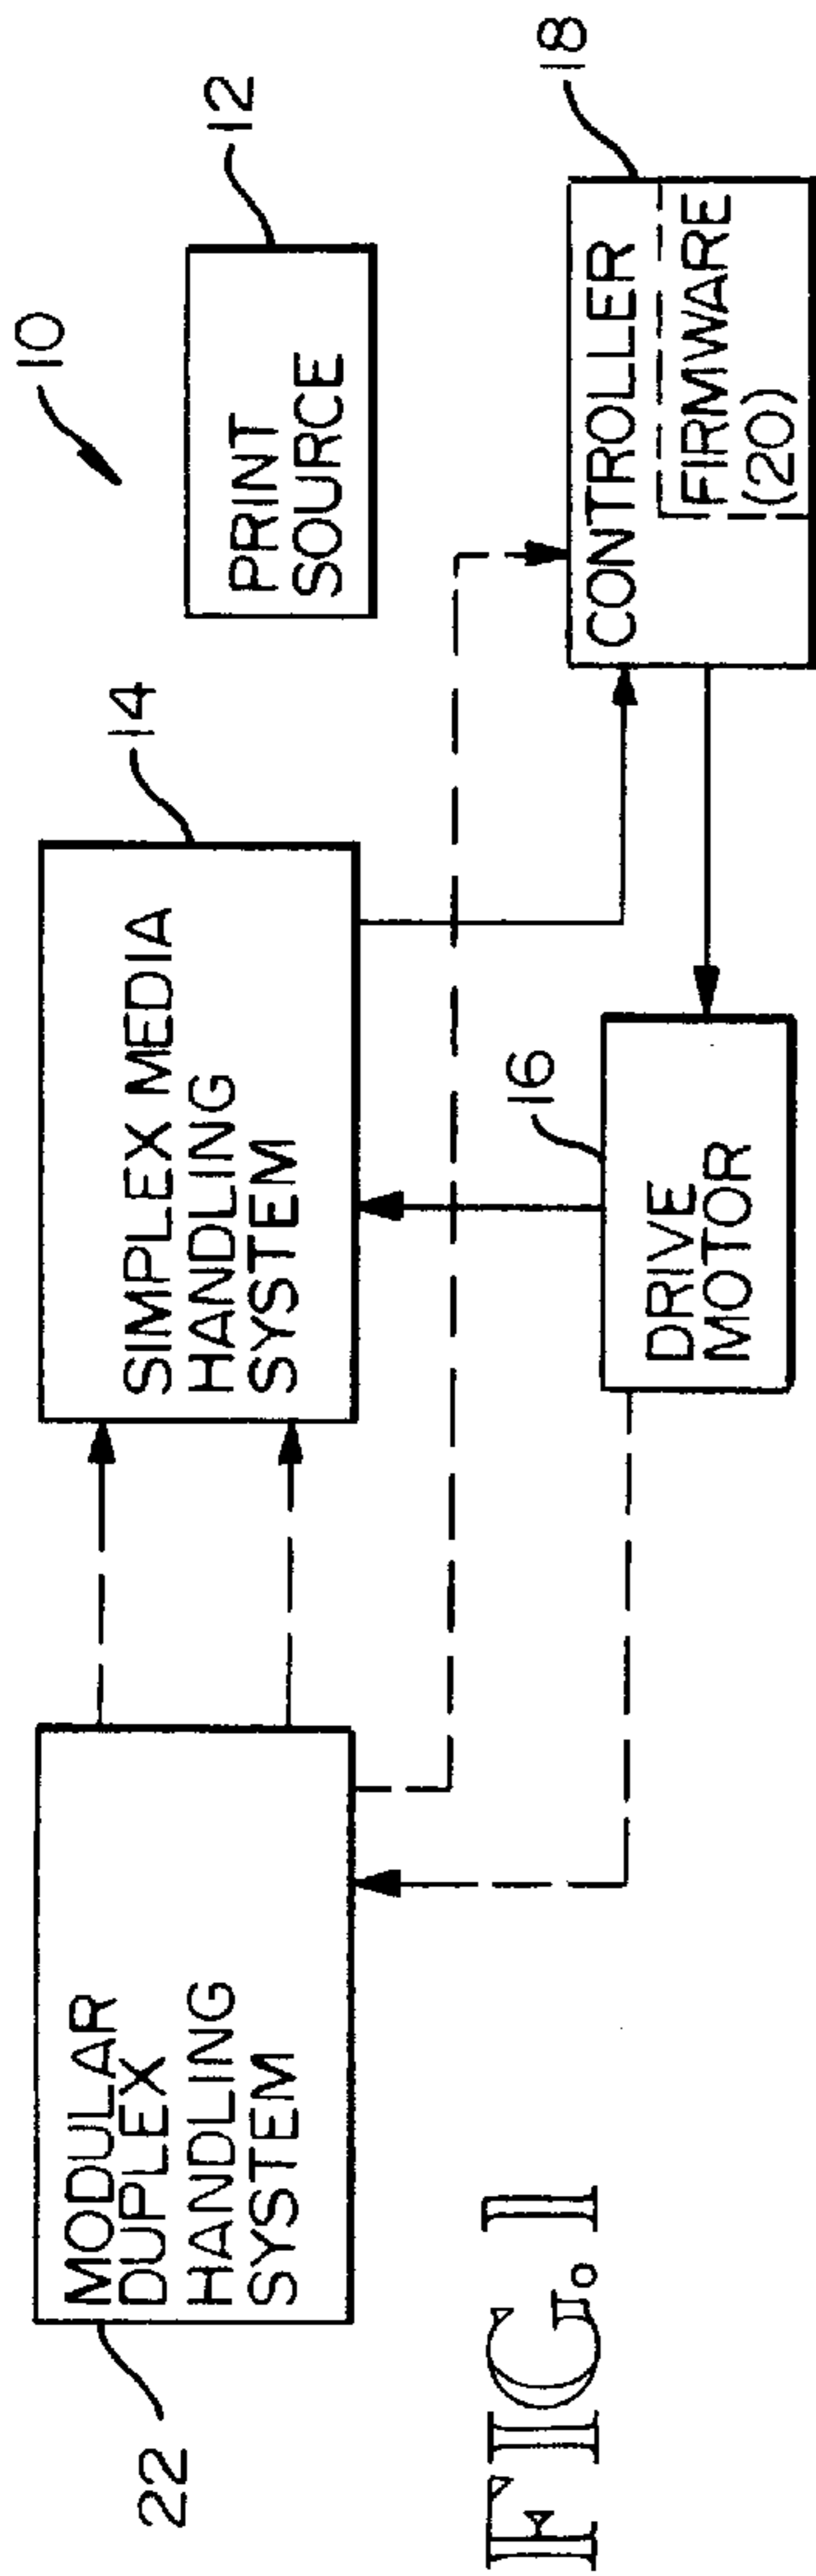 10
22
MODULAR
DUPLEX
HANDLING
SYSTEM
14
SIMPLEX MEDIA
HANDLING
SYSTEM
12
PRINT
SOURCE
16
DRIVE
MOTOR
18
CONTROLLER
FIRMWARE
(20)
FIG. 1